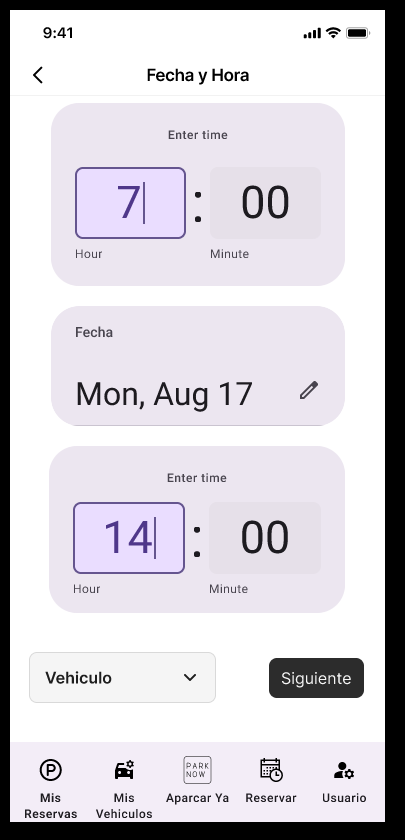 9:41
Fecha y Hora
Enter time
7 : 00
Hour Minute
Fecha
Mon, Aug 17
Enter time
14 : 00
Hour Minute
Vehiculo Siguiente
PARK
NOW
Mis Mis Aparcar Ya Reservar Usuario
Reservas Vehiculos